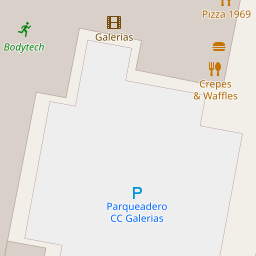 Pizza 1969
Galerias
Bodytech
Crepes
& Waffles
P
Parqueadero
CC Galerias